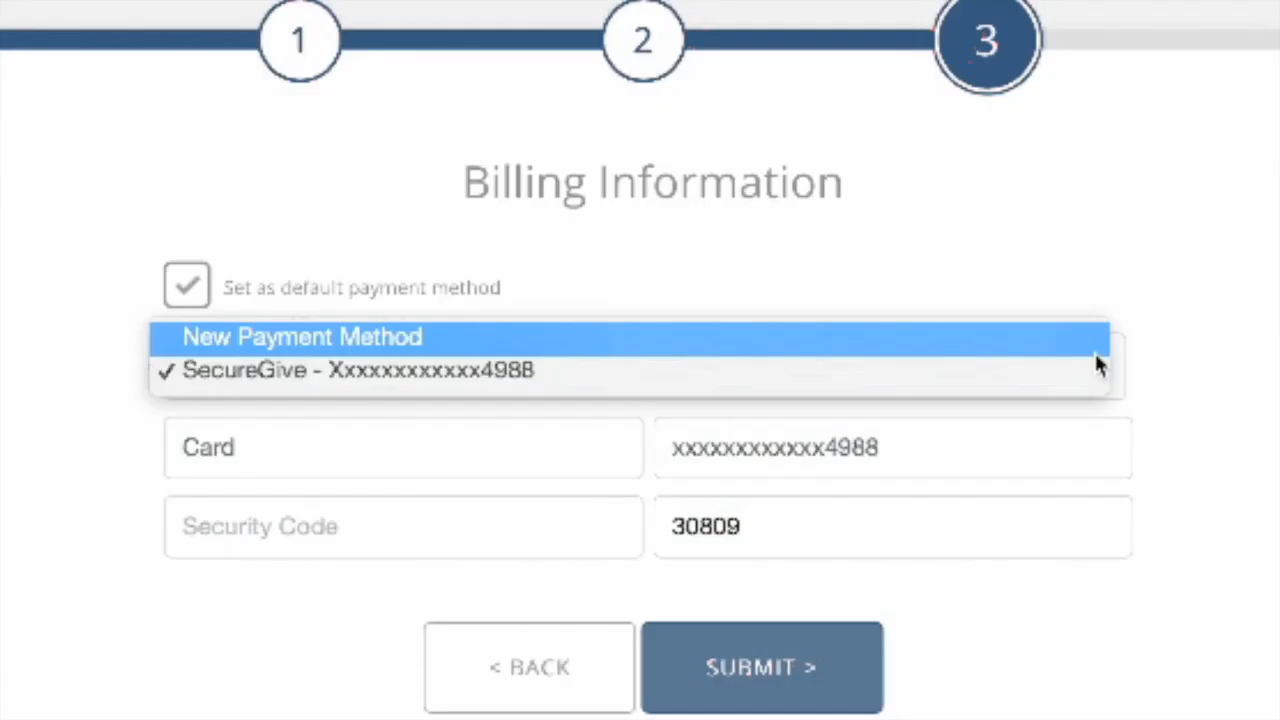 1 2 3
Billing Information
Set as default payment method
New Payment Method
✓ SecureGive - Xxxxxxxxxxxx4988
Card xxxxxxxxxxxx4988
Security Code 30809
< BACK SUBMIT >